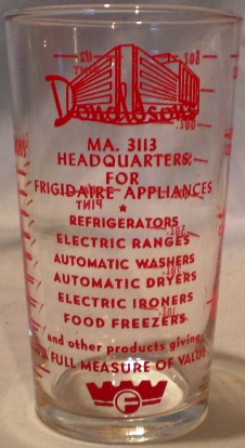 Donaldson's
MA. 3113
HEADQUARTERS
FOR
FRIGIDAIRE APPLIANCES
REFRIGERATORS
ELECTRIC RANGES
AUTOMATIC WASHERS
AUTOMATIC DRYERS
ELECTRIC IRONERS
FOOD FREEZERS
and other products giving
A FULL MEASURE OF VALUE
F